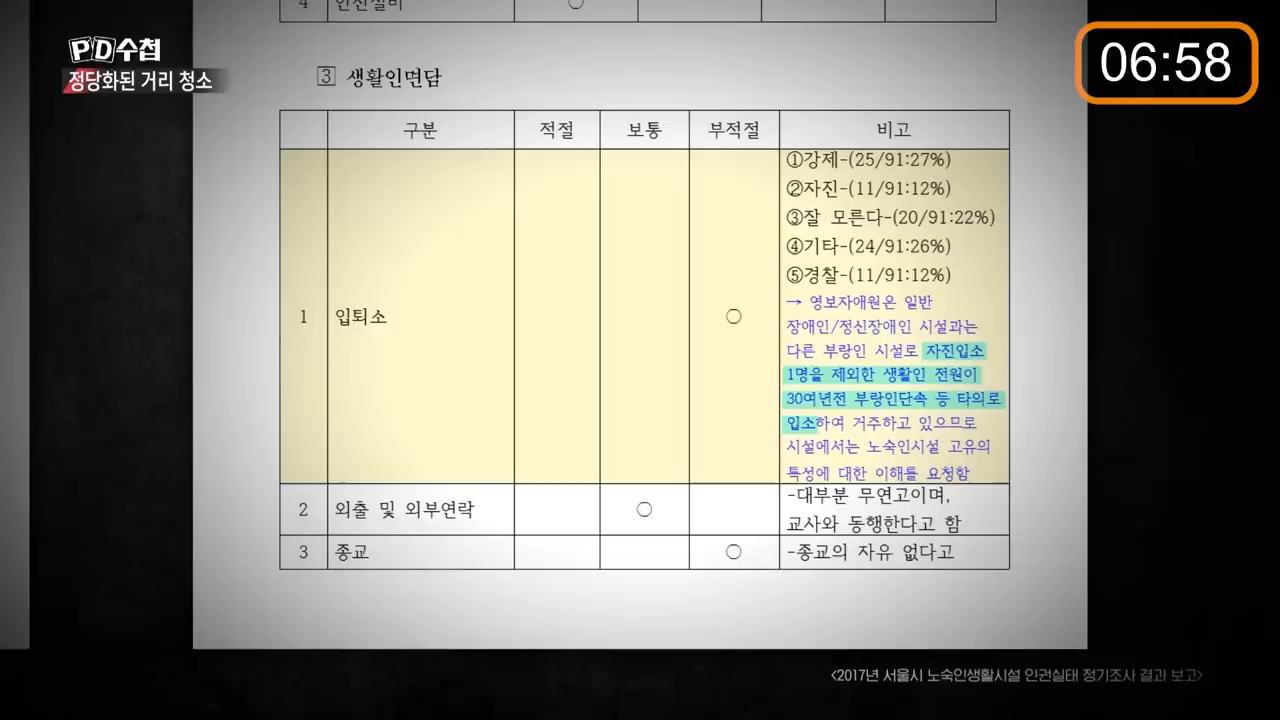 4 안전설비 ○
PD수첩
정당화된 거리 청소
06:58
3 생활인면담
구분 적절 보통 부적절 비고
1 입퇴소 ○
①강제-(25/91:27%)
②자진-(11/91:12%)
③잘 모른다-(20/91:22%)
④기타-(24/91:26%)
⑤경찰-(11/91:12%)
→ 영보자애원은 일반
장애인/정신장애인 시설과는
다른 부랑인 시설로 자진입소
1명을 제외한 생활인 전원이
30여년전 부랑인단속 등 타의로
입소하여 거주하고 있으므로
시설에서는 노숙인시설 고유의
특성에 대한 이해를 요청함
2 외출 및 외부연락 ○ -대부분 무연고이며,
교사와 동행한다고 함
3 종교 ○ -종교의 자유 없다고
<2017년 서울시 노숙인생활시설 인권실태 정기조사 결과 보고>